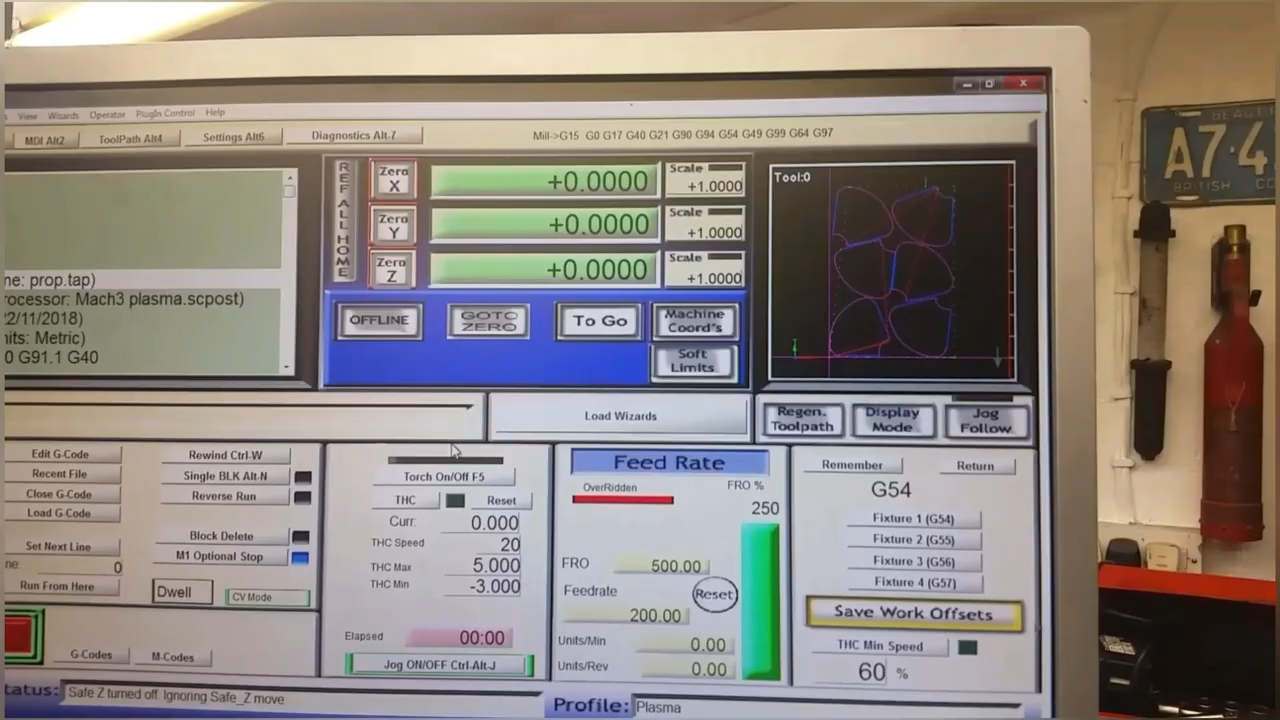 View Wizards Operator PlugIn Control Help
MDI Alt2 ToolPath Alt4 Settings Alt6 Diagnostics Alt-7
Mill->G15 G0 G17 G40 G21 G90 G94 G54 G49 G99 G64 G97
REF ALL HOME
Zero X +0.0000 Scale +1.0000
Zero Y +0.0000 Scale +1.0000
Zero Z +0.0000 Scale +1.0000
Tool:0
me: prop.tap)
rocessor: Mach3 plasma.scpost)
2/11/2018)
nits: Metric)
0 G91.1 G40
OFFLINE
GOTO ZERO
To Go
Machine Coord's
Soft Limits
Load Wizards
Regen. Toolpath
Display Mode
Jog Follow
Edit G-Code
Recent File
Close G-Code
Load G-Code
Set Next Line
ne: 0
Run From Here
Rewind Ctrl-W
Single BLK Alt-N
Reverse Run
Block Delete
M1 Optional Stop
Dwell
CV Mode
G-Codes
M-Codes
Torch On/Off F5
THC Reset
Curr: 0.000
THC Speed 20
THC Max 5.000
THC Min -3.000
Elapsed 00:00
Jog ON/OFF Ctrl-Alt-J
Feed Rate
OverRidden
FRO %
250
FRO 500.00
Feedrate
200.00
Reset
Units/Min 0.00
Units/Rev 0.00
Remember Return
G54
Fixture 1 (G54)
Fixture 2 (G55)
Fixture 3 (G56)
Fixture 4 (G57)
Save Work Offsets
THC Min Speed
60 %
tatus: Safe Z turned off. Ignoring Safe_Z move
Profile: Plasma
A7·4
BRITISH CO